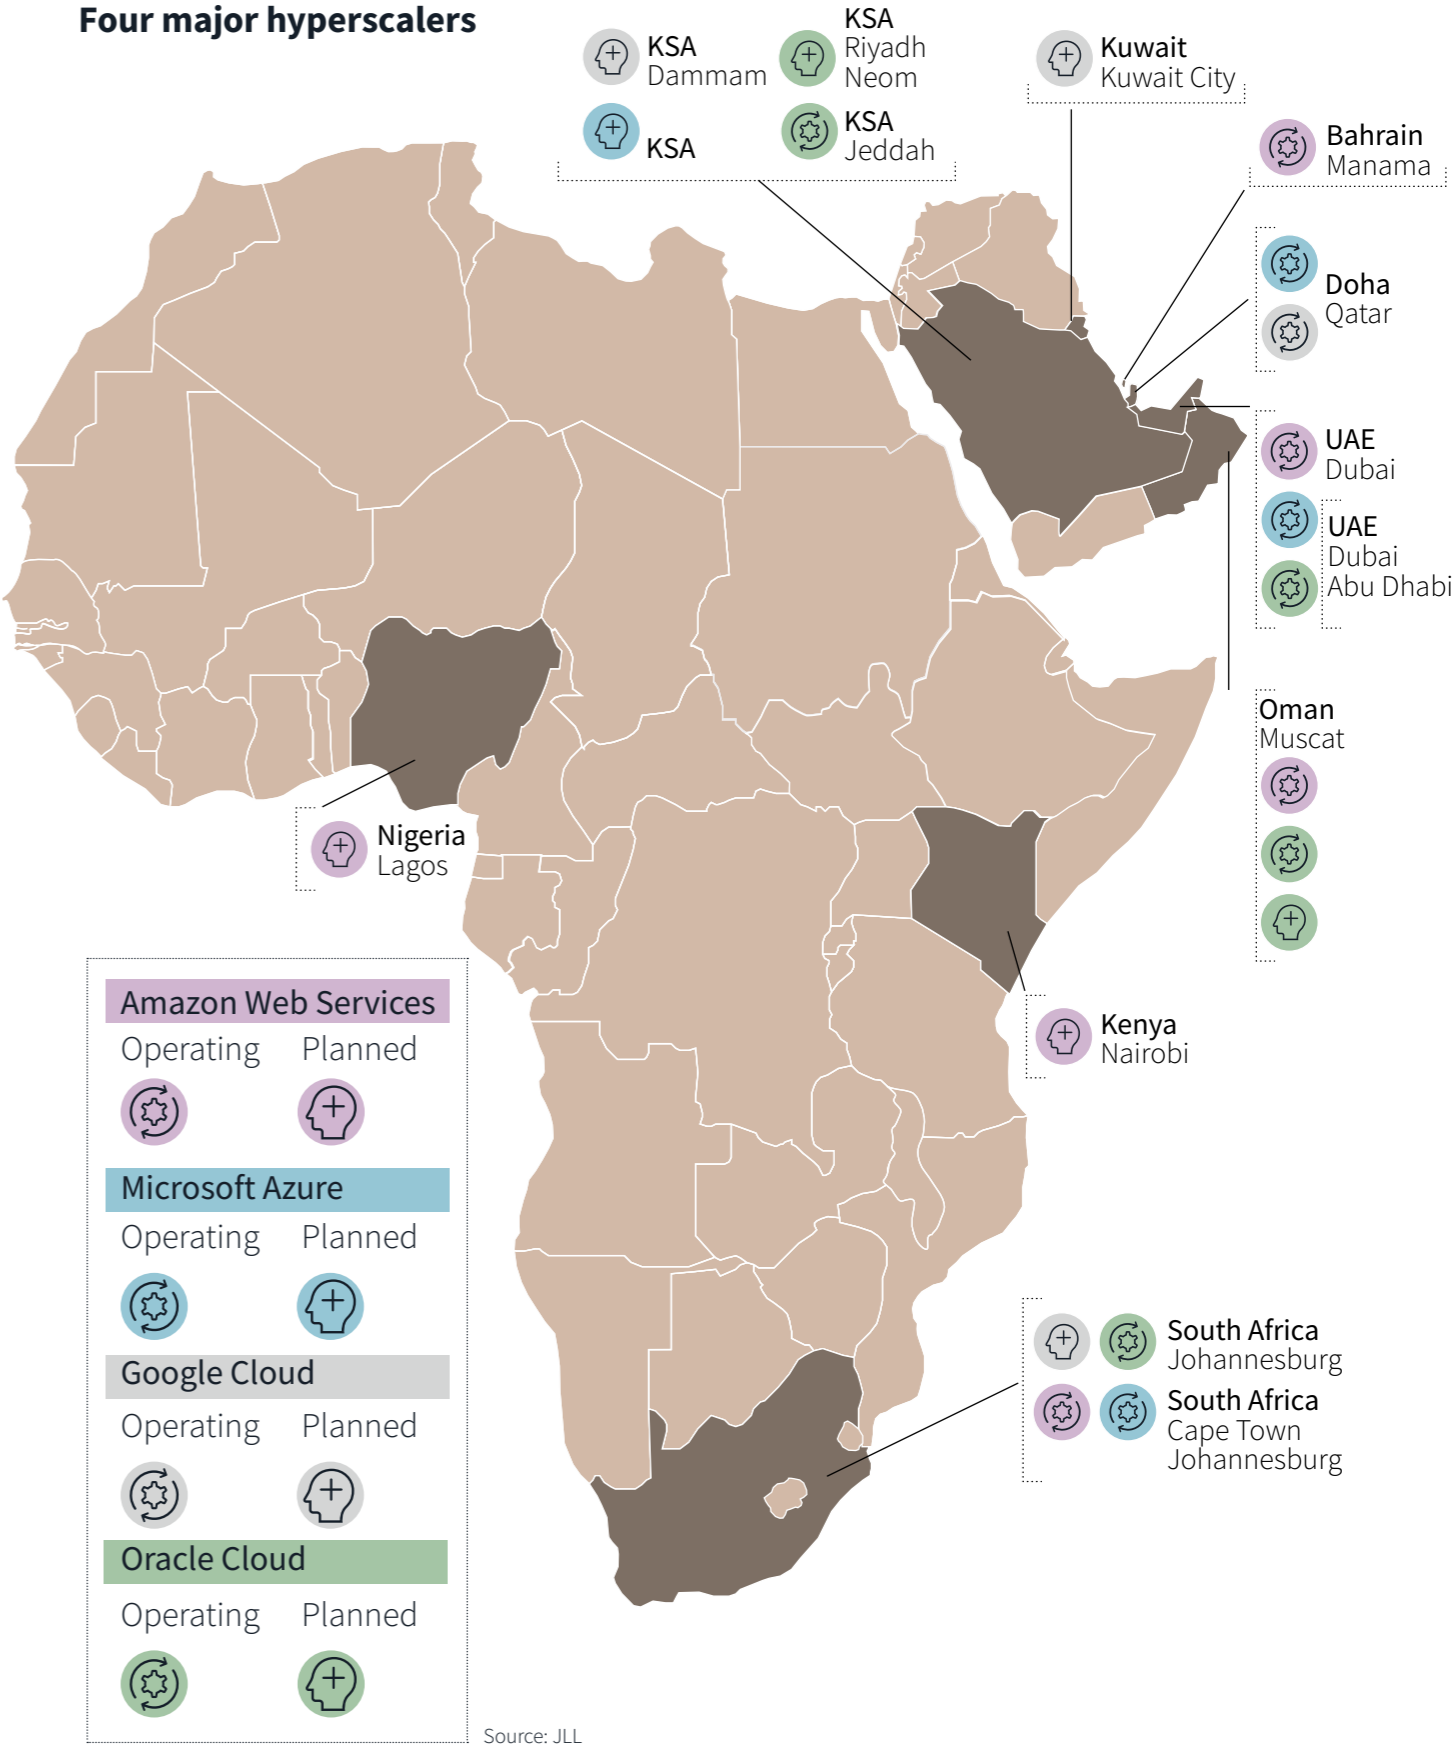 Four major hyperscalers
KSA
Dammam
KSA
Riyadh
Neom
KSA
KSA
Jeddah
Kuwait
Kuwait City
Bahrain
Manama
Doha
Qatar
UAE
Dubai
UAE
Dubai
Abu Dhabi
Oman
Muscat
Nigeria
Lagos
Kenya
Nairobi
South Africa
Johannesburg
South Africa
Cape Town
Johannesburg
Amazon Web Services
Operating Planned
Microsoft Azure
Operating Planned
Google Cloud
Operating Planned
Oracle Cloud
Operating Planned
Source: JLL